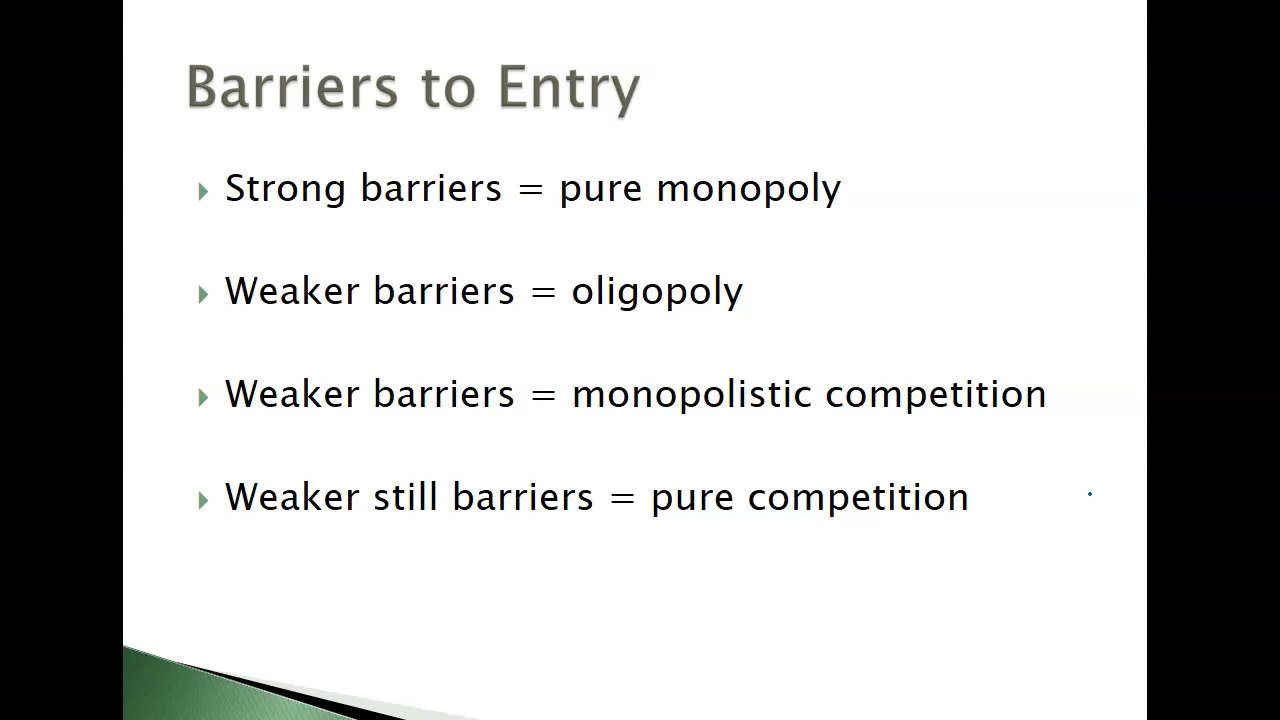 Barriers to Entry
Strong barriers = pure monopoly
Weaker barriers = oligopoly
Weaker barriers = monopolistic competition
Weaker still barriers = pure competition